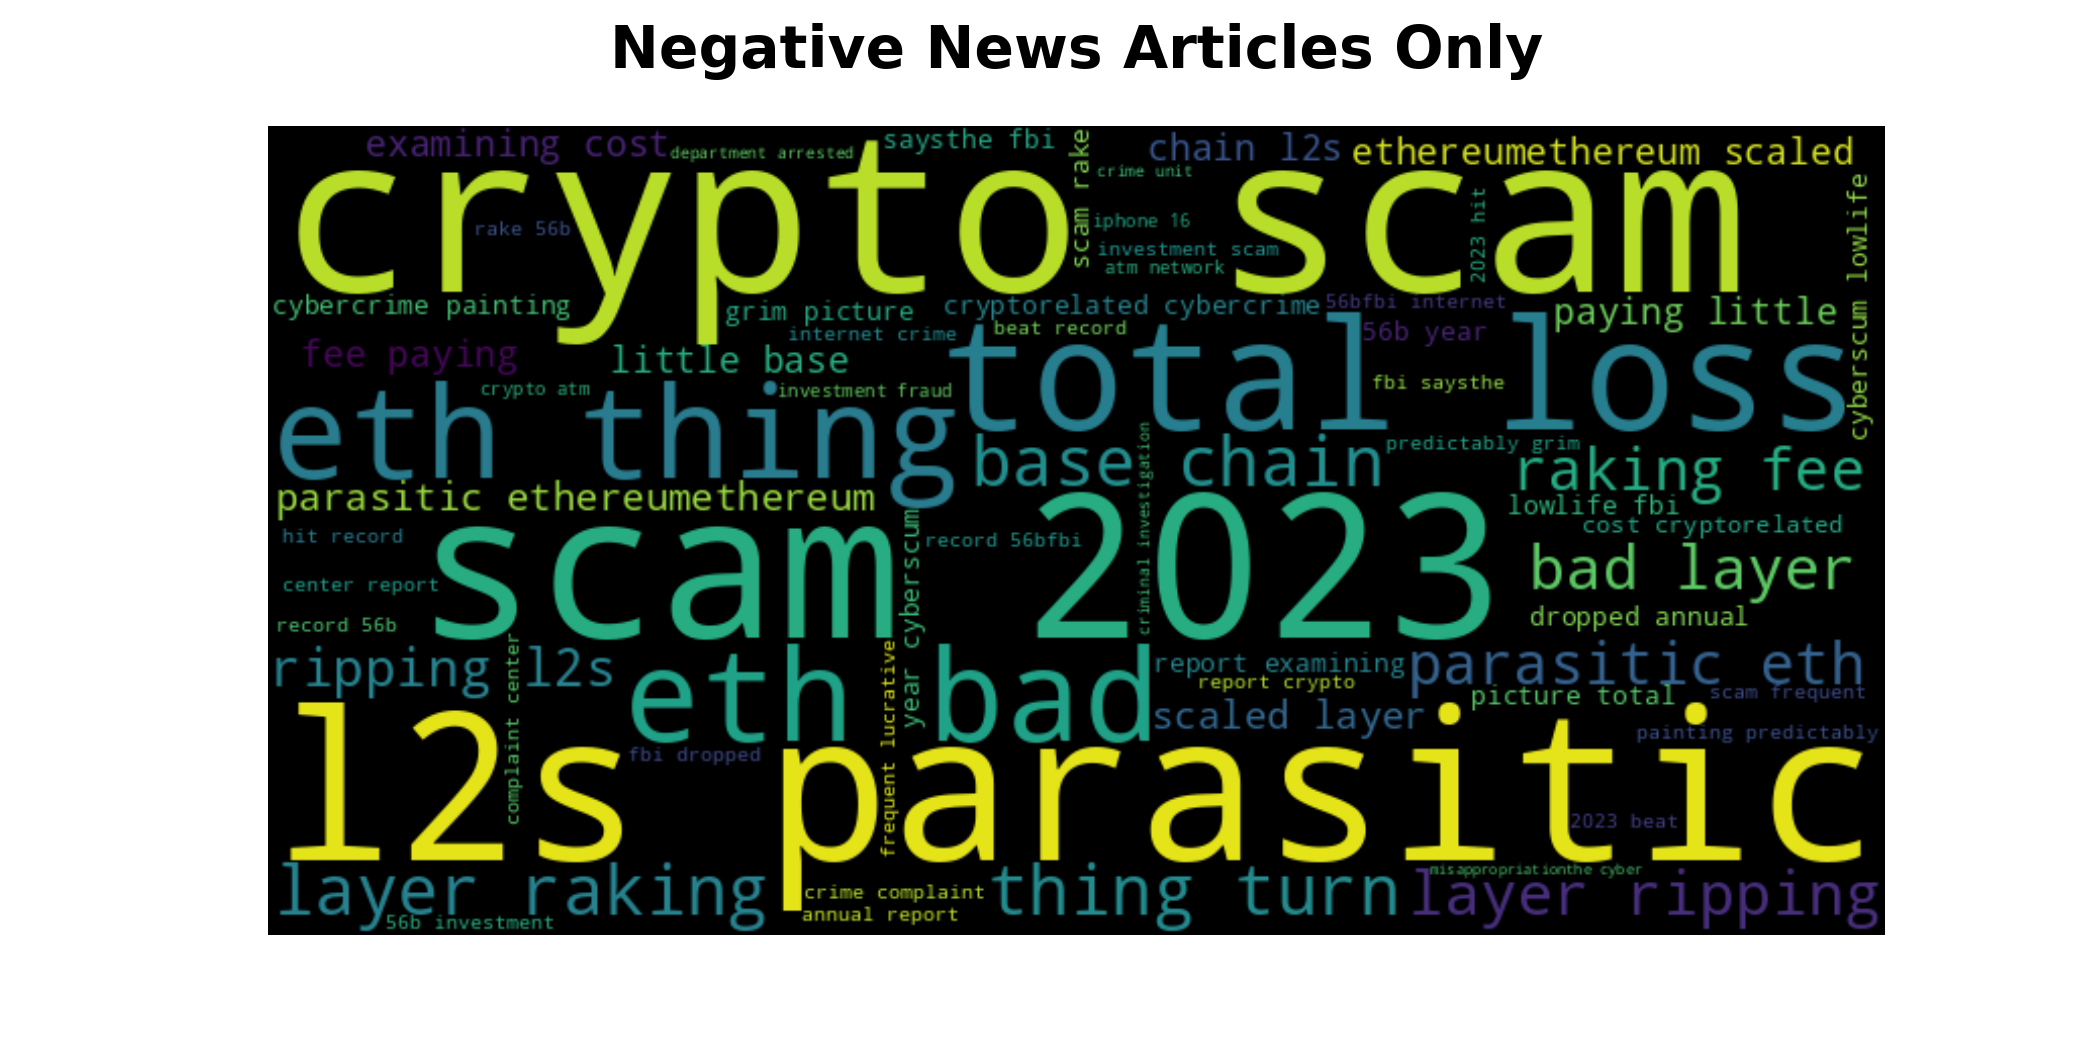 Negative News Articles Only
examining cost
department arrested
saysthe fbi
scam rake
chain l2s
ethereumethereum scaled
crypto scam
crime unit
rake 56b
iphone 16
2023 hit
cyberscum lowlife
investment scam
atm network
cybercrime painting
grim picture
cryptorelated cybercrime
56bfbi internet
paying little
internet crime
beat record
56b year
fee paying
little base
total loss
crypto atm
investment fraud
fbi saysthe
eth thing
base chain
criminal investigation
predictably grim
raking fee
parasitic ethereumethereum
lowlife fbi
cost cryptorelated
hit record
scam 2023
year cyberscum
record 56bfbi
center report
bad layer
record 56b
dropped annual
ripping l2s
complaint center
eth bad
frequent lucrative
report examining
parasitic eth
report crypto
picture total
scam frequent
scaled layer
fbi dropped
painting predictably
l2s parasitic
2023 beat
layer raking
crime complaint
thing turn
misappropriationthe cyber
layer ripping
annual report
56b investment